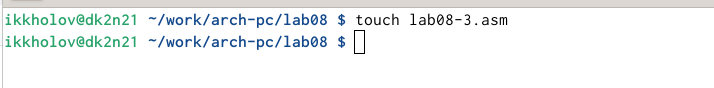 ikkholov@dk2n21 ~/work/arch-pc/lab08 $ touch lab08-3.asm
ikkholov@dk2n21 ~/work/arch-pc/lab08 $